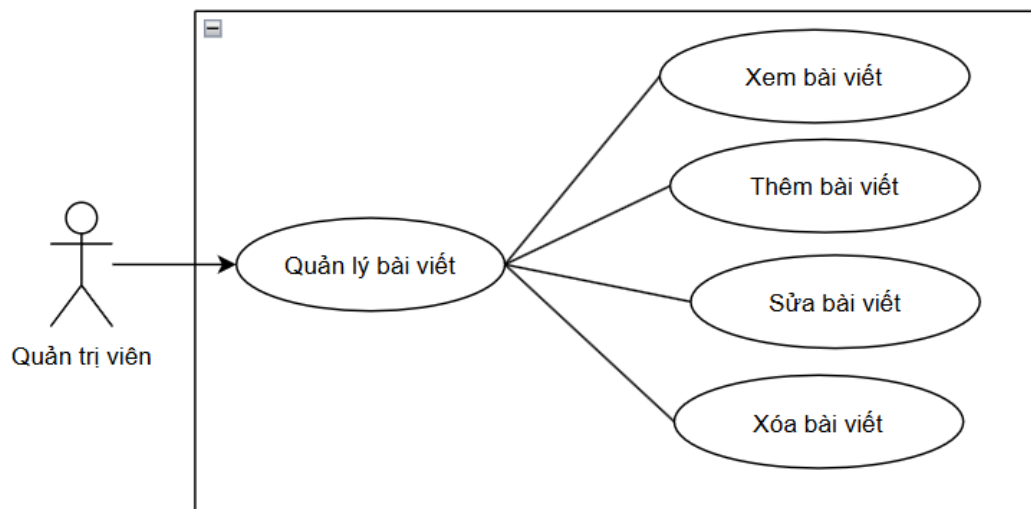 Xem bài viết
Thêm bài viết
Quản lý bài viết
Sửa bài viết
Quản trị viên
Xóa bài viết